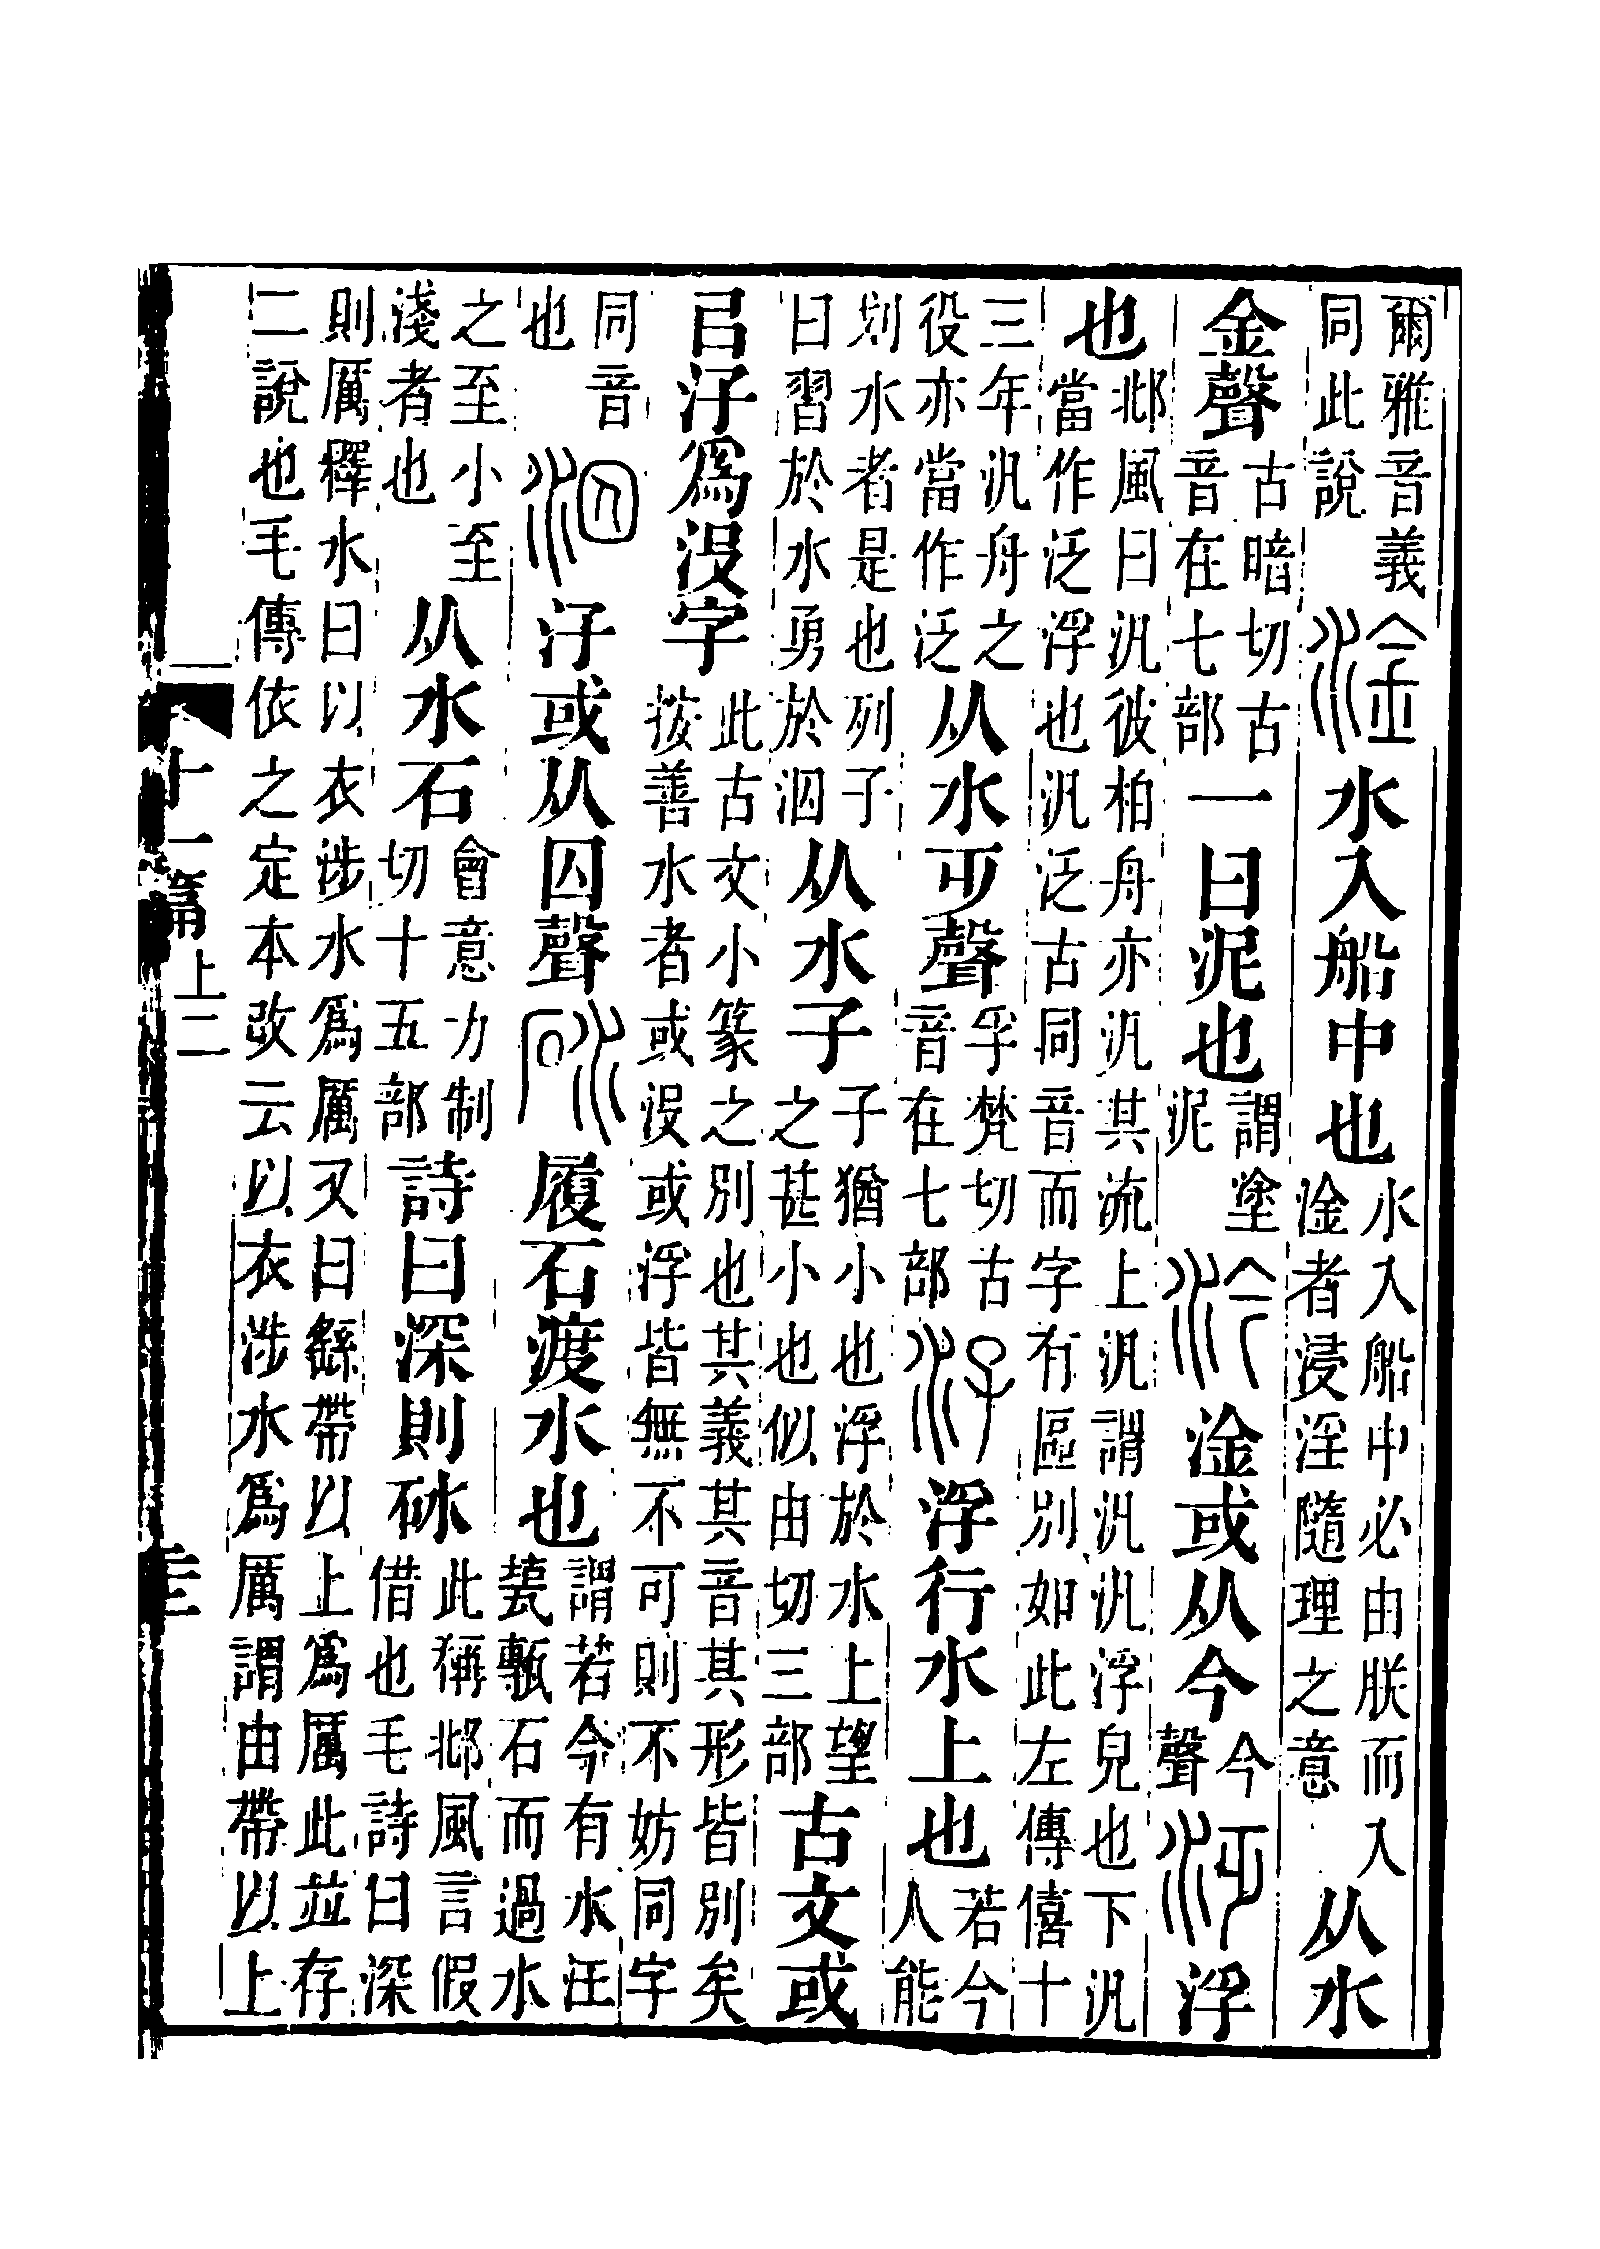 爾雅音義同此說淦水入船中也水入船中必由朕而入淦者浸淫隨理之意从水
金聲古暗切古音在七部一曰泥也謂塗泥汵淦或从今今聲汎浮
也邶風曰汎彼柏舟亦汎其流上汎謂汎汎浮皃也下汎當作泛浮也汎泛古同音而字有區別如此左傳僖十
三年汎舟之役亦當作泛从水凡聲孚梵切古音在七部汓浮行水上也若今人能
划水者是也列子曰習於水勇於泅从水子子猶小也浮於水上望之甚小也似由切三部古文或
㠯汓爲没字此古文小篆之別也其義其音其形皆別矣按善水者或没或浮皆無不可則不妨同字
同音也泅汓或从囚聲砅履石渡水也謂若今有水汪甃甎石而過水
之至小至淺者也从水石會意力制切十五部詩曰深則砅此稱邶風言假借也毛詩曰深
則厲釋水曰以衣涉水爲厲又曰繇帶以上爲厲此並存二說也毛傳依之定本改云以衣涉水爲厲謂由帶以上
十一篇上二